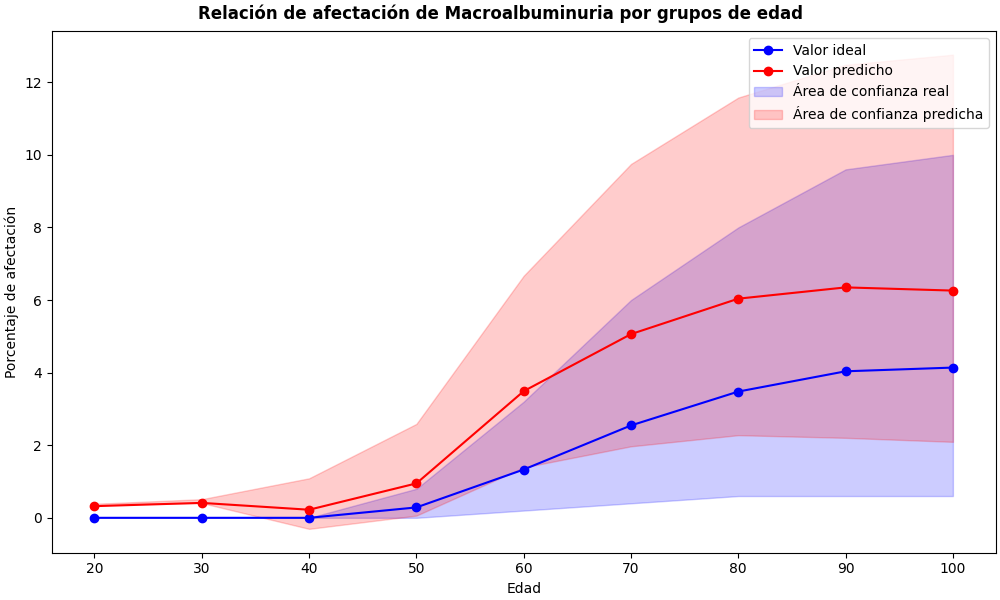 Relación de afectación de Macroalbuminuria por grupos de edad
Valor ideal
Valor predicho
Área de confianza real
Área de confianza predicha
Porcentaje de afectación
12
10
8
6
4
2
0
20 30 40 50 60 70 80 90 100
Edad